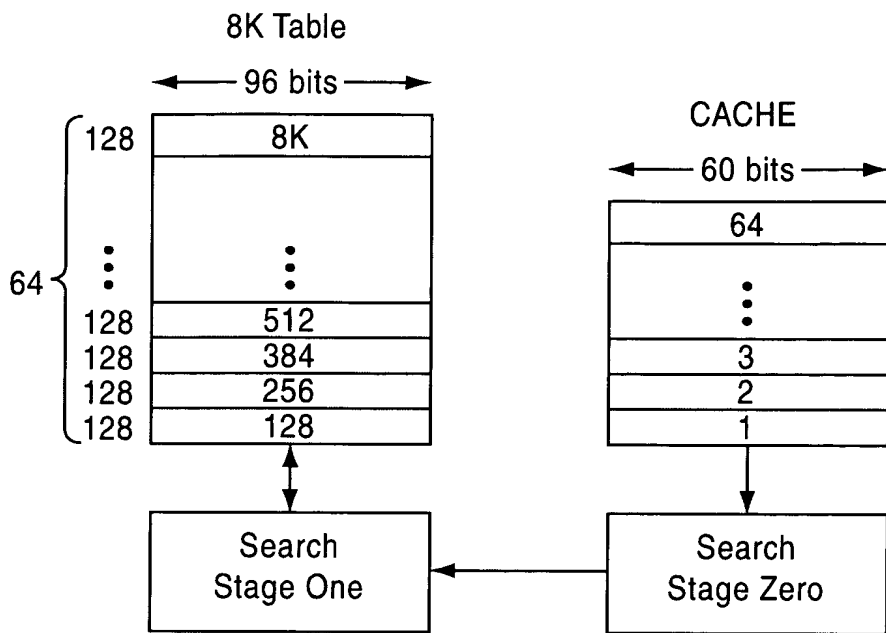 8K Table
96 bits
128
8K
64
128
512
128
384
128
256
128
128
Search
Stage One
CACHE
60 bits
64
3
2
1
Search
Stage Zero